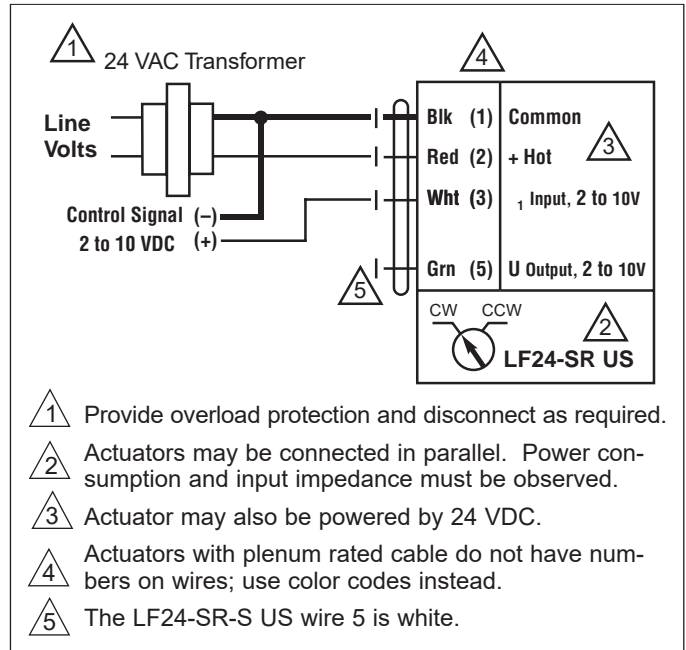 1 24 VAC Transformer
4
Line
Volts
Blk (1) Common
3
Red (2) + Hot
Wht (3) 1 Input, 2 to 10V
Control Signal (–)
2 to 10 VDC (+)
5
Grn (5) U Output, 2 to 10V
CW CCW
2
LF24-SR US
1 Provide overload protection and disconnect as required.
2 Actuators may be connected in parallel. Power con-
sumption and input impedance must be observed.
3 Actuator may also be powered by 24 VDC.
4 Actuators with plenum rated cable do not have num-
bers on wires; use color codes instead.
5 The LF24-SR-S US wire 5 is white.